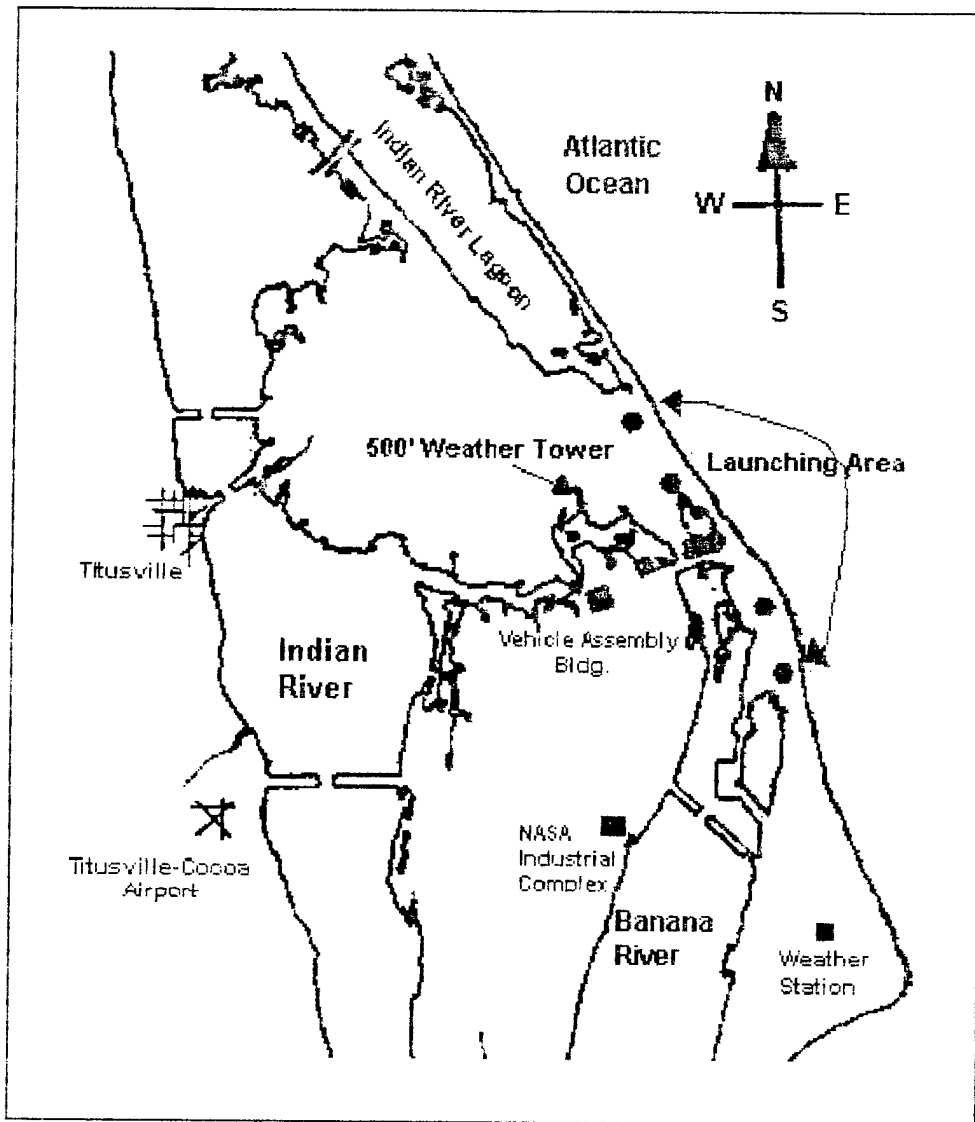 N
Atlantic
Ocean
W
E
S
Indian River Lagoon
500' Weather Tower
Launching Area
Titusville
Vehicle Assembly
Bldg.
Indian
River
NASA
Industrial
Complex
Titusville-Cocoa
Airport
Banana
River
Weather
Station